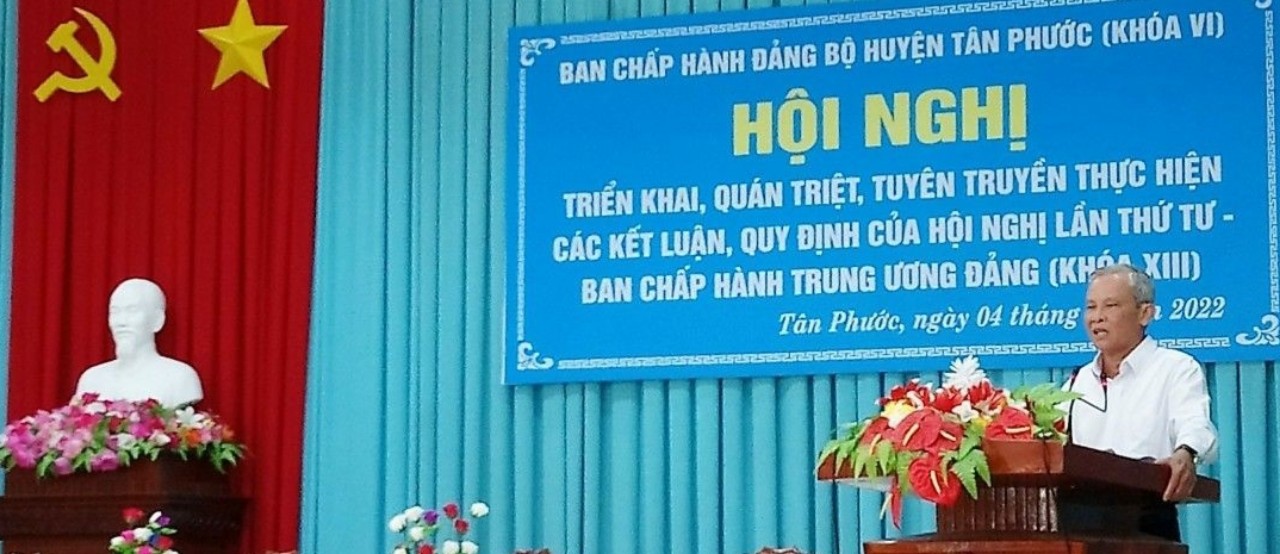 BAN CHẤP HÀNH ĐẢNG BỘ HUYỆN TÂN PHƯỚC (KHÓA VI)
HỘI NGHỊ
TRIỂN KHAI, QUÁN TRIỆT, TUYÊN TRUYỀN THỰC HIỆN
CÁC KẾT LUẬN, QUY ĐỊNH CỦA HỘI NGHỊ LẦN THỨ TƯ -
BAN CHẤP HÀNH TRUNG ƯƠNG ĐẢNG (KHÓA XIII)
Tân Phước, ngày 04 tháng 2022